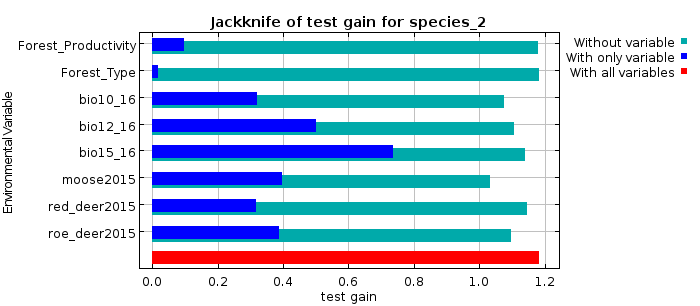 Jackknife of test gain for species_2
Without variable
With only variable
With all variables
Environmental Variable
Forest_Productivity
Forest_Type
bio10_16
bio12_16
bio15_16
moose2015
red_deer2015
roe_deer2015
0.0 0.2 0.4 0.6 0.8 1.0 1.2
test gain